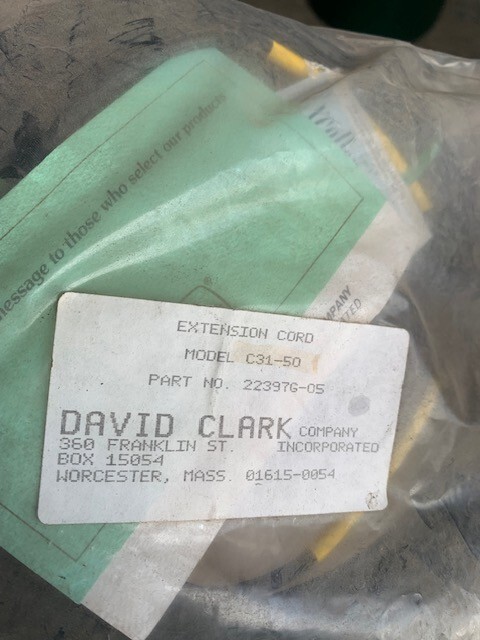 message to those who select our products
EXTENSION CORD
MODEL C31-50
PART NO. 22397G-05
DAVID CLARK COMPANY
INCORPORATED
360 FRANKLIN ST.
BOX 15054
WORCESTER, MASS. 01615-0054